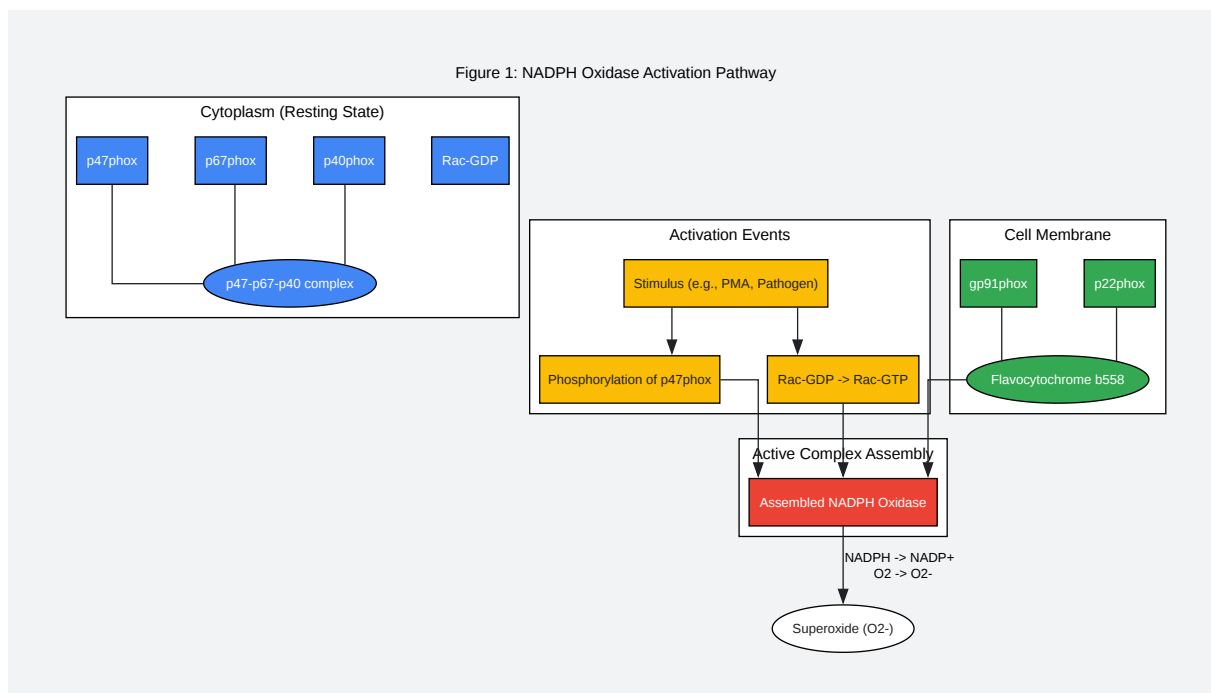 Figure 1: NADPH Oxidase Activation Pathway
Cytoplasm (Resting State)
p47phox
p67phox
p40phox
Rac-GDP
p47-p67-p40 complex
Activation Events
Stimulus (e.g., PMA, Pathogen)
Phosphorylation of p47phox
Rac-GDP -> Rac-GTP
Cell Membrane
gp91phox
p22phox
Flavocytochrome b558
Active Complex Assembly
Assembled NADPH Oxidase
NADPH -> NADP+
O2 -> O2-
Superoxide (O2-)